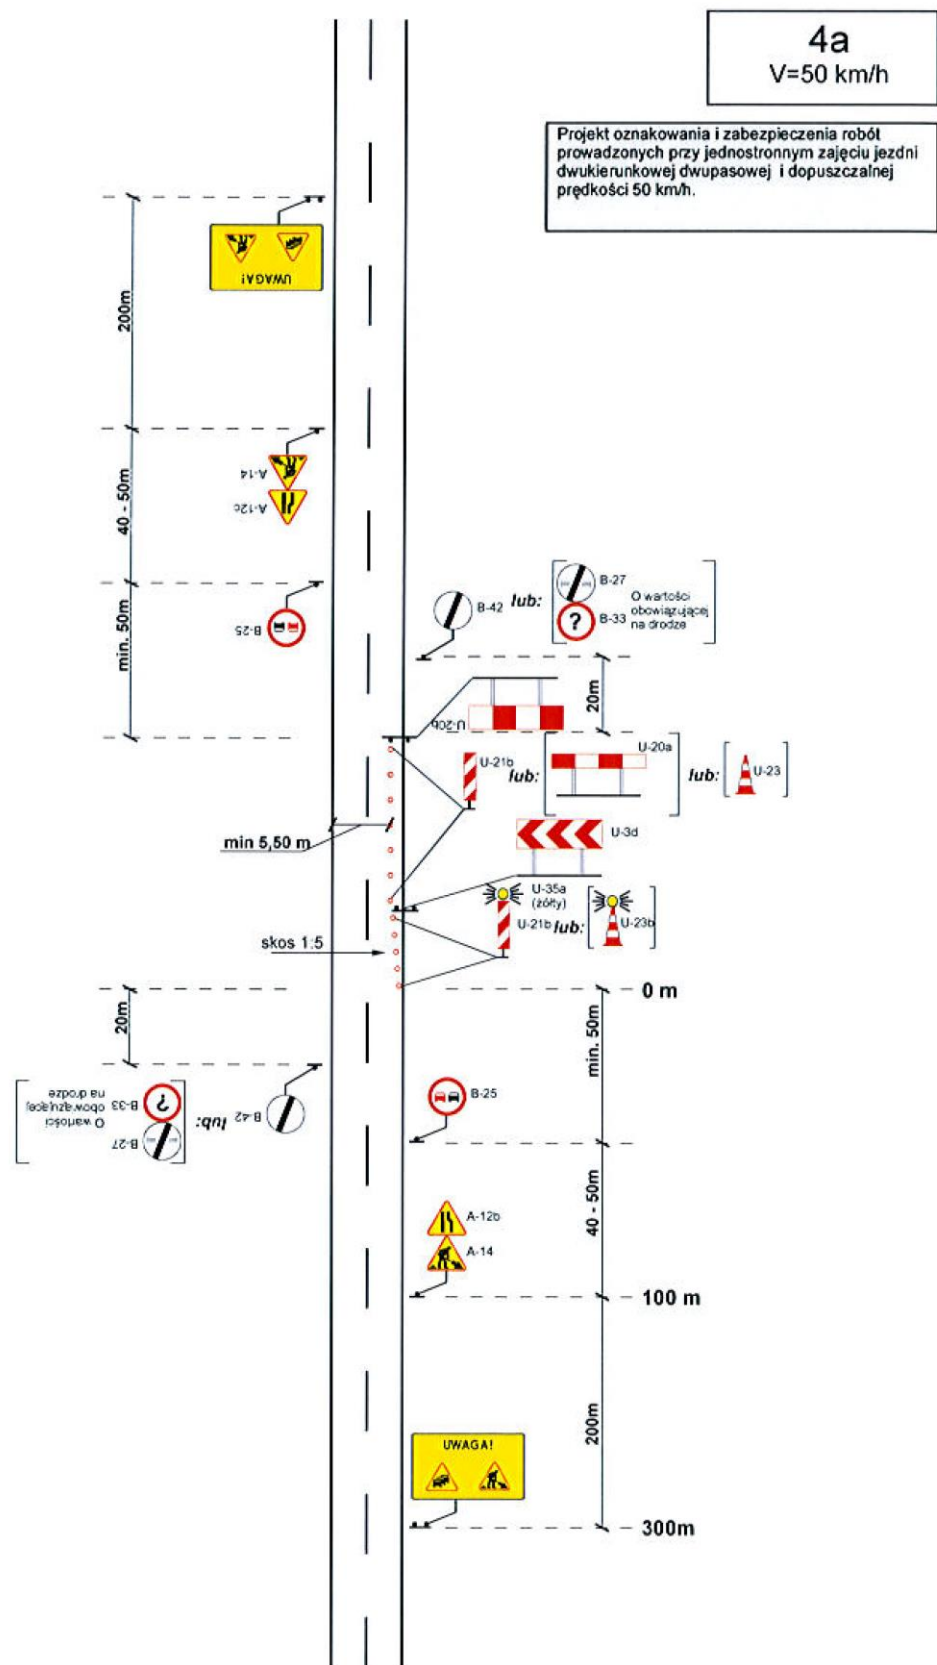 4a
V=50 km/h
Projekt oznakowania i zabezpieczenia robót
prowadzonych przy jednostronnym zajęciu jezdni
dwukierunkowej dwupasowej i dopuszczalnej
prędkości 50 km/h.
UWAGA!
200m
A-14
A-12c
40 - 50m
B-25
min. 50m
B-42
lub:
B-27
B-33
O wartości
obowiązującej
na drodze
?
20m
U-20b
U-21b
lub:
U-20a
lub:
U-23
min 5,50 m
U-3d
U-35a
(żółty)
U-21b
lub:
U-23b
skos 1:5
0 m
20m
min. 50m
B-25
B-42
lub:
B-33
B-27
O wartości
obowiązującej
na drodze
?
A-12b
A-14
40 - 50m
100 m
200m
UWAGA!
300m